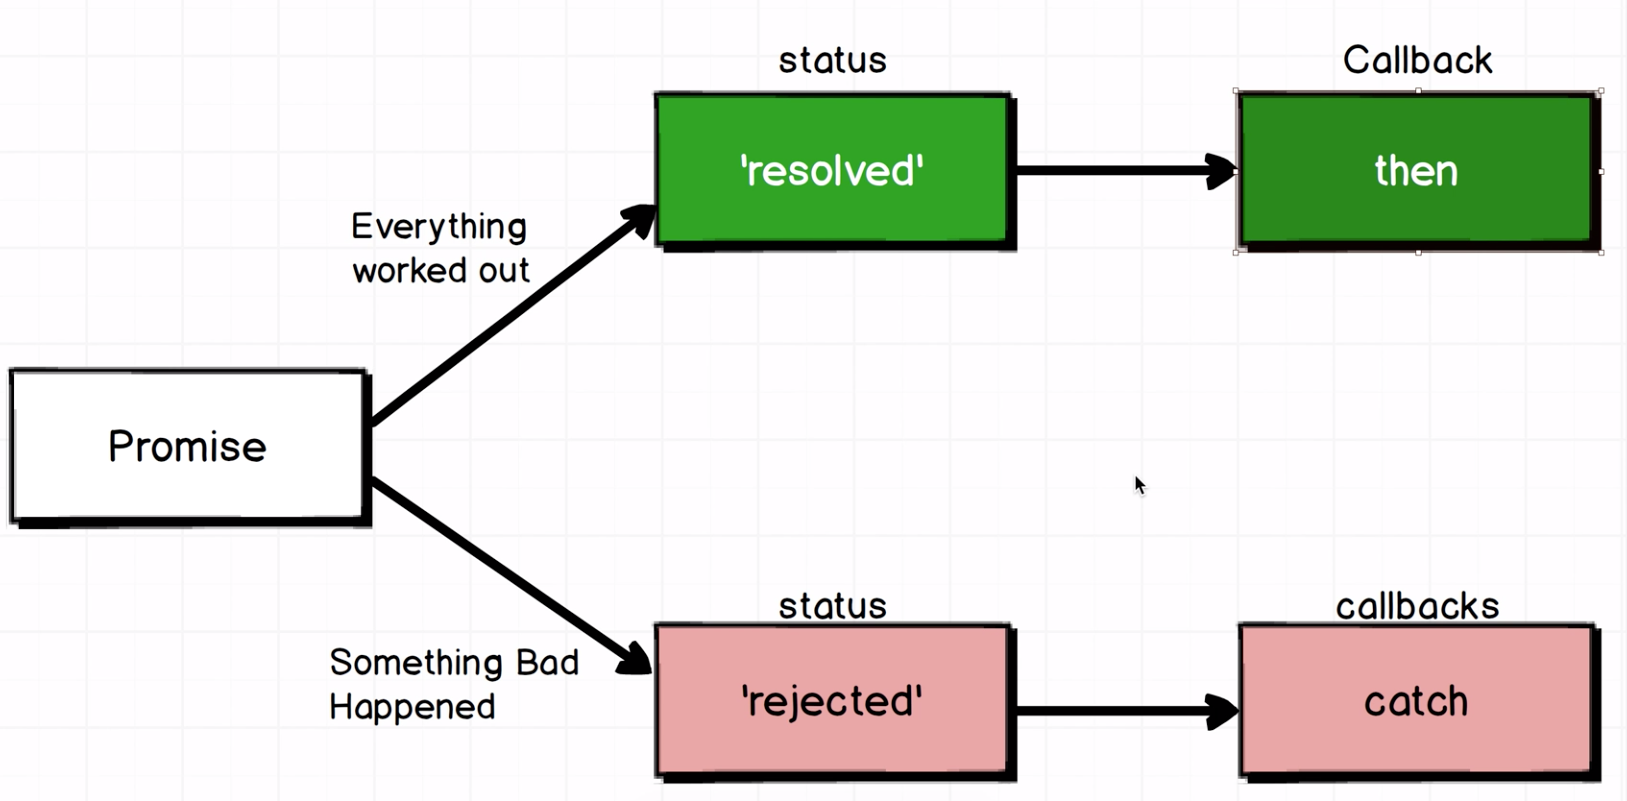 status
Callback
'resolved'
then
Everything
worked out
Promise
status
callbacks
Something Bad
Happened
'rejected'
catch